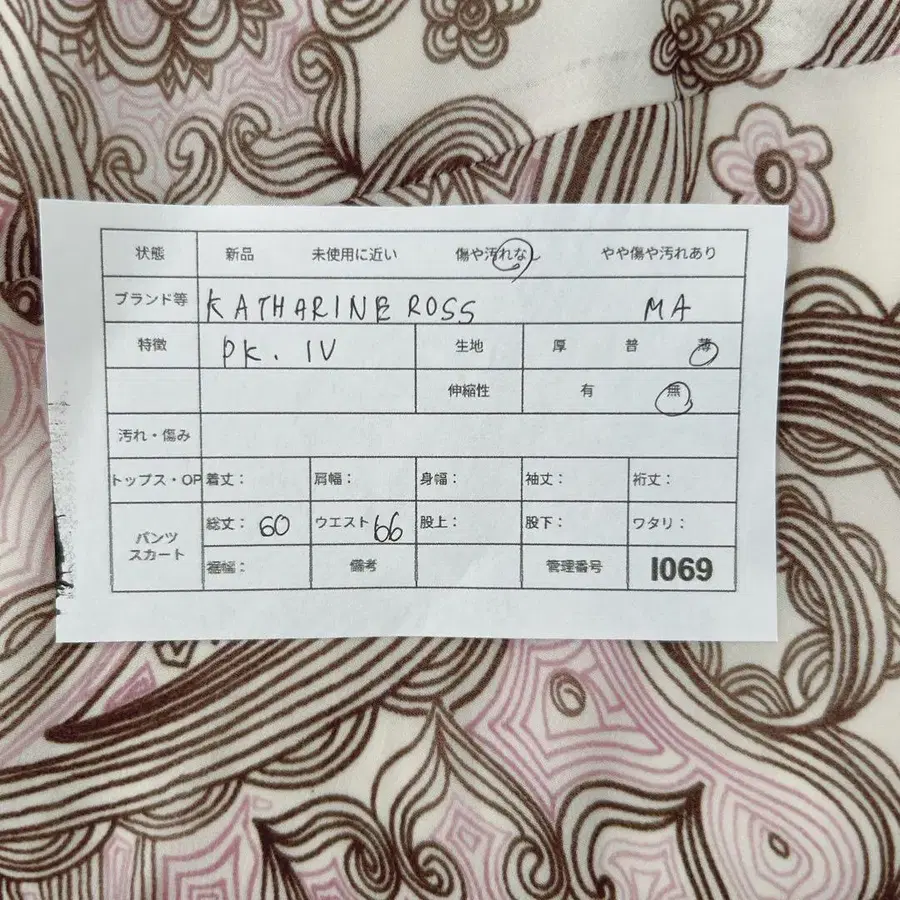 状態 新品 未使用に近い 傷や汚れなし やや傷や汚れあり
ブランド等 KATHARINE ROSS MA
特徴 PK. IV 生地 厚 普 薄
伸縮性 有 無
汚れ・傷み
トップス・OP 着丈： 肩幅： 身幅： 袖丈： 裄丈：
パンツ スカート 総丈： 60 ウエスト 66 股上： 股下： ワタリ：
裾幅： 備考 管理番号 I069